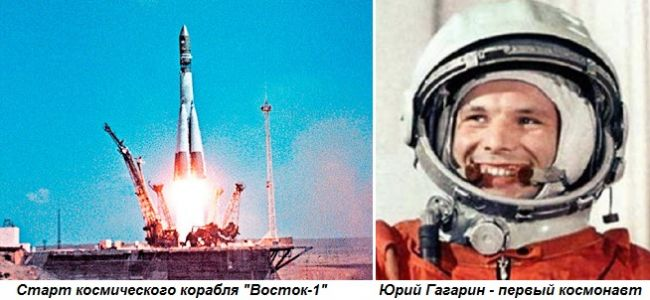 Старт космического корабля "Восток-1"
Юрий Гагарин - первый космонавт